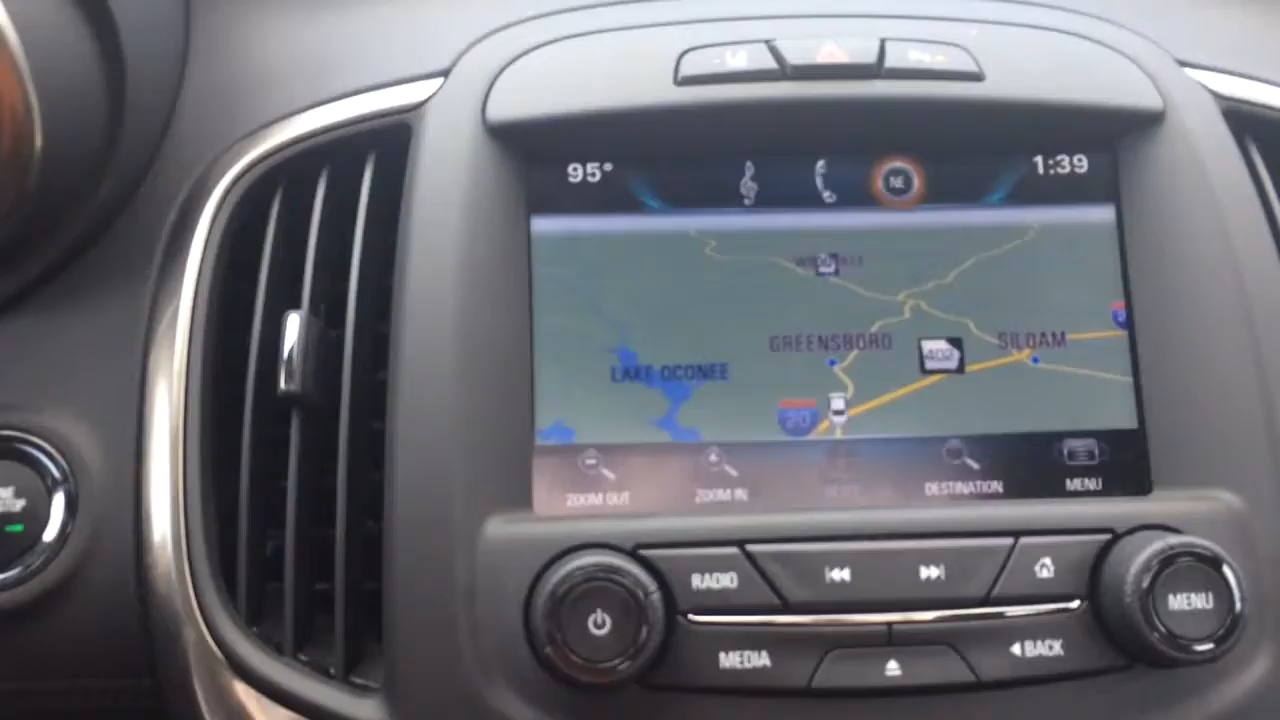 95°
NE
1:39
GREENSBORO
402
SILOAM
LAKE OCONEE
20
ZOOM OUT
ZOOM IN
DESTINATION
MENU
RADIO
MENU
MEDIA
BACK